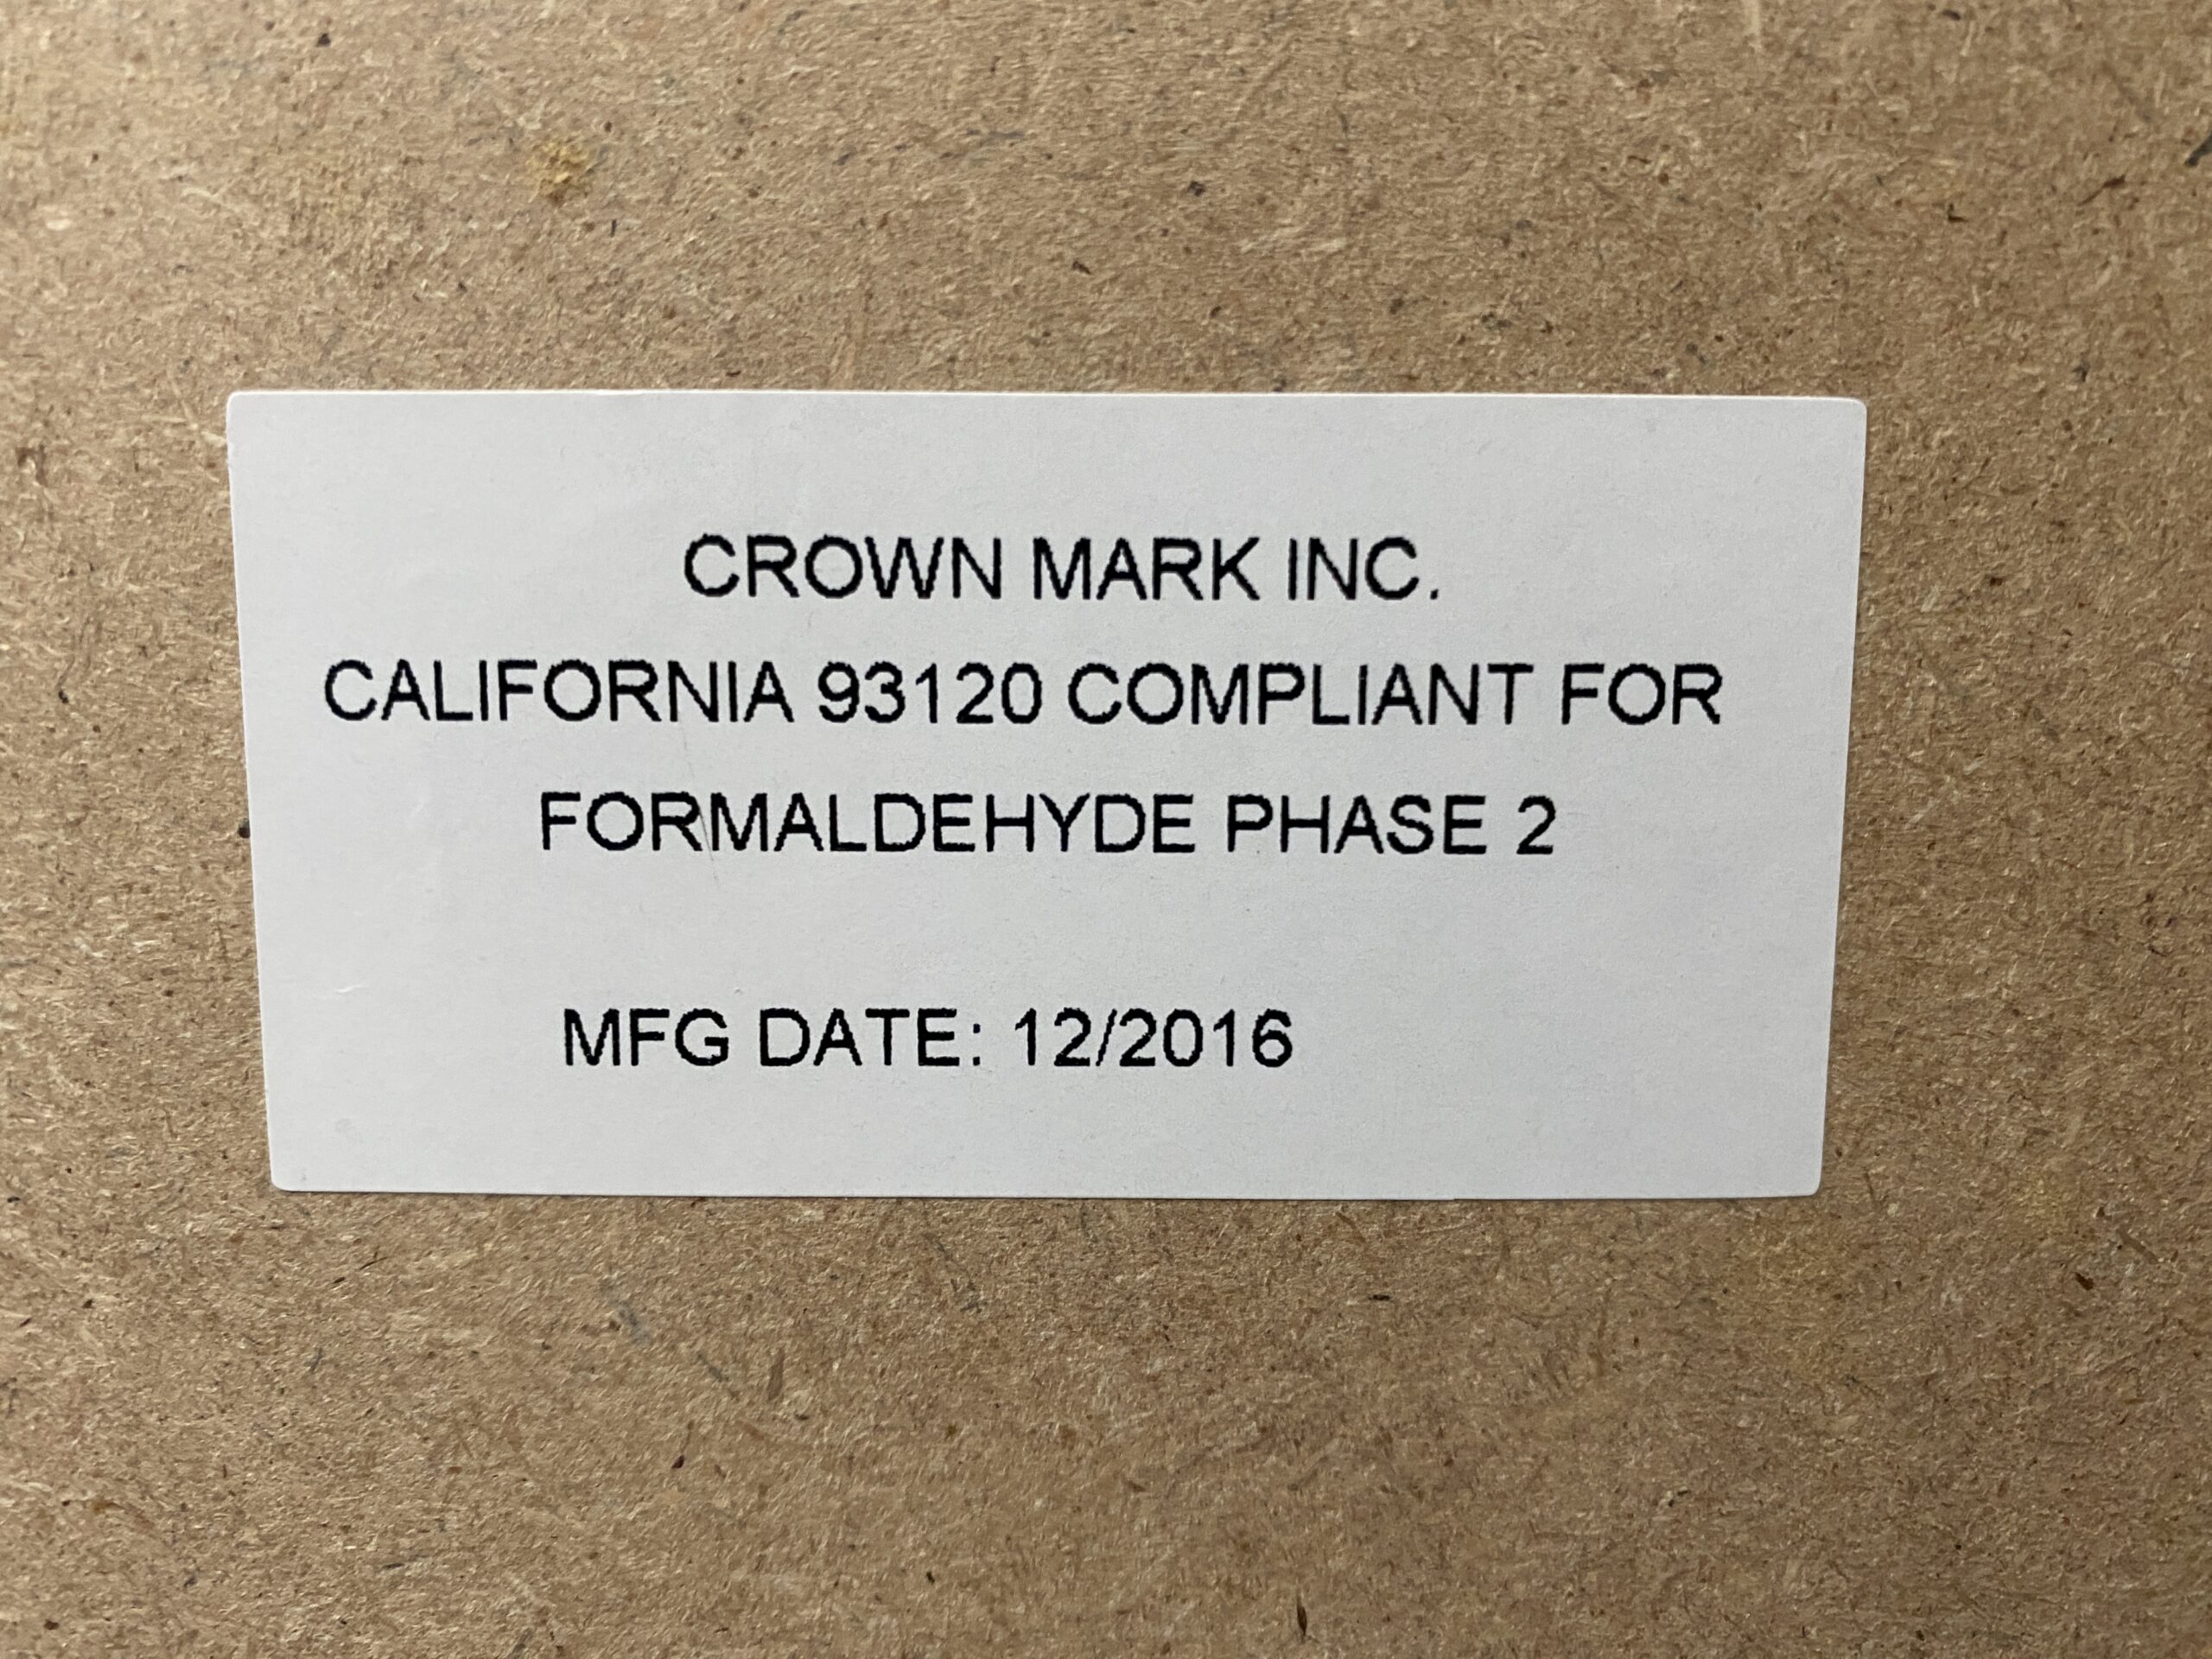 CROWN MARK INC.
CALIFORNIA 93120 COMPLIANT FOR
FORMALDEHYDE PHASE 2
MFG DATE: 12/2016